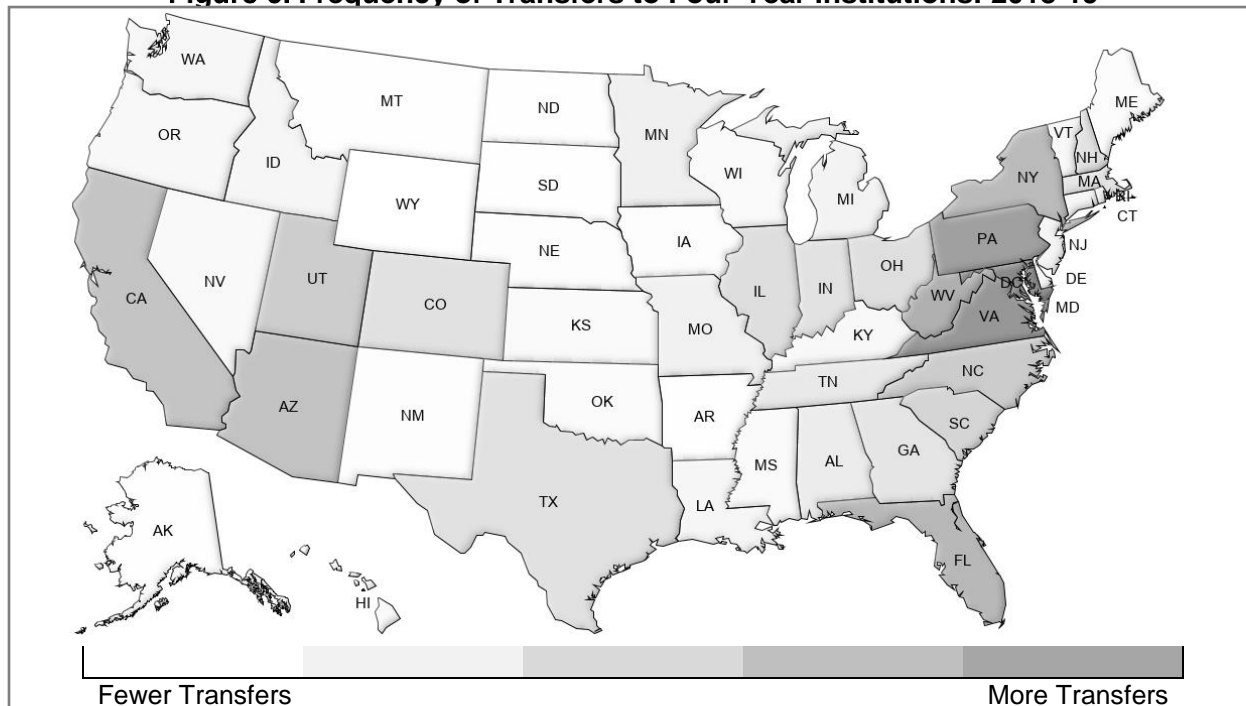 WA
MT
ND
MN
ME
OR
ID
VT
NH
SD
WI
NY
MA
WY
MI
CT
IA
PA
NJ
NE
OH
NV
UT
CO
IL
IN
DE
WV
DC
MD
CA
VA
KS
MO
KY
NC
TN
AZ
OK
NM
AR
SC
GA
MS
AL
TX
LA
AK
FL
HI
Fewer Transfers
More Transfers